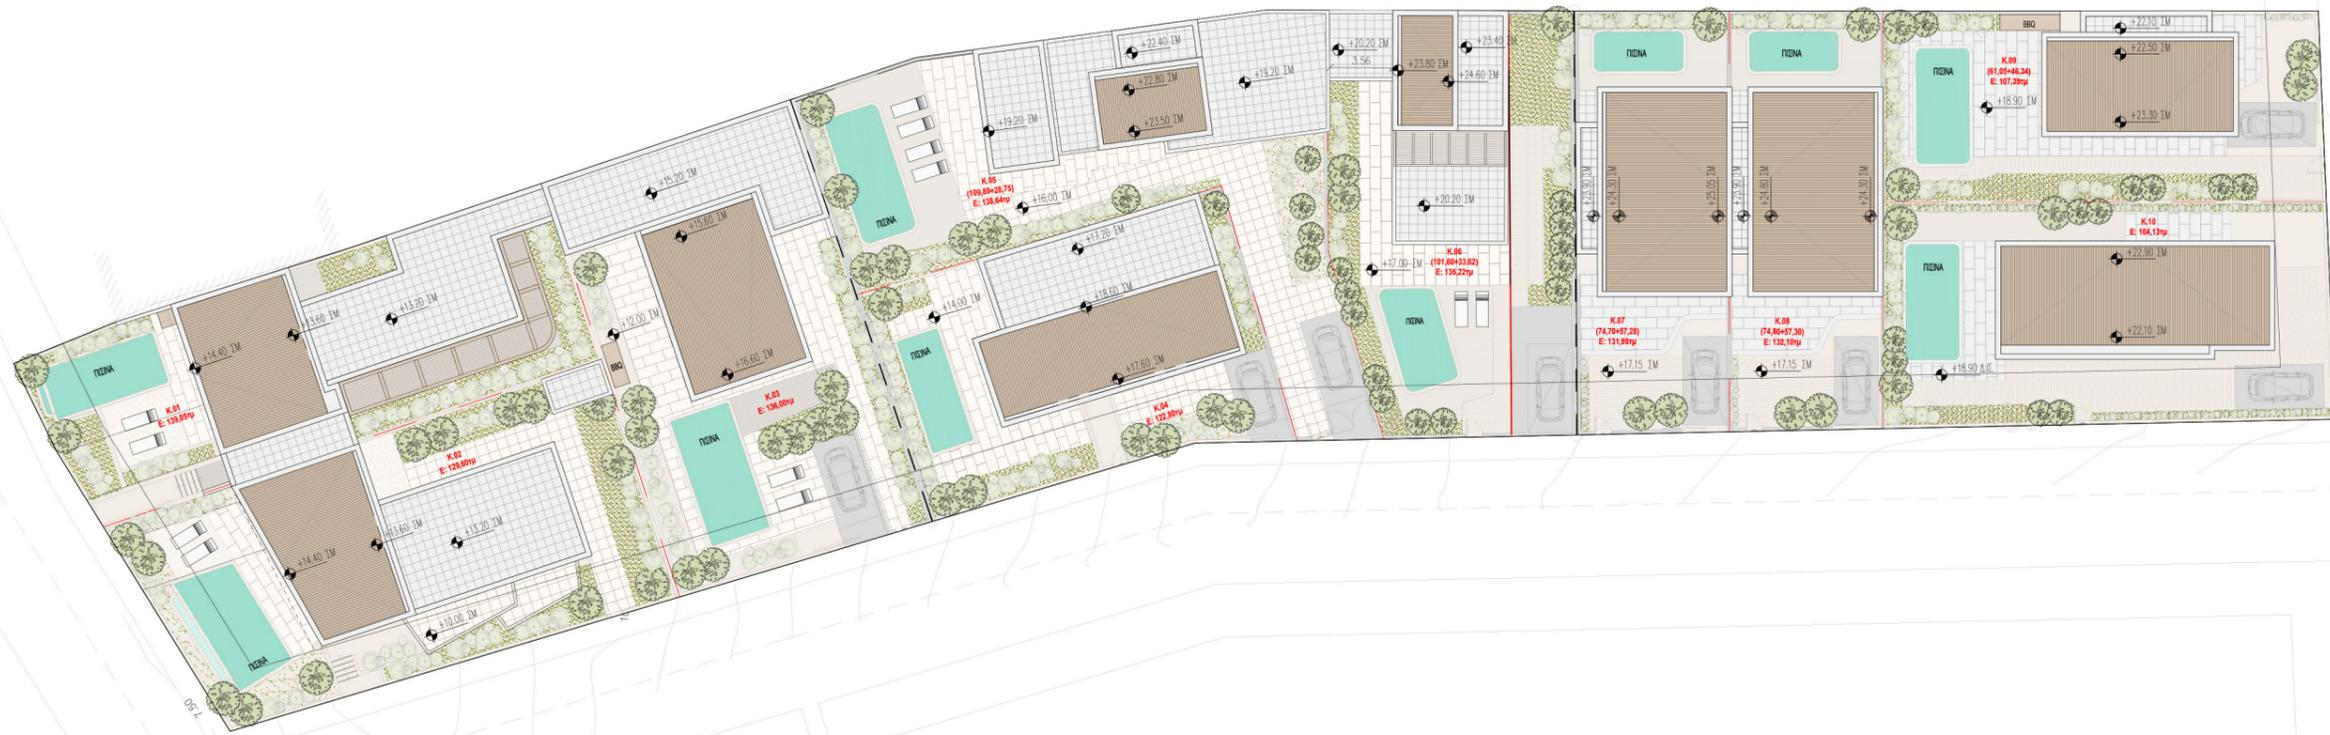 ΠΙΣΙΝΑ
+14.40 ΣΜ
+13.60 ΣΜ
+13.20 ΣΜ
Κ.01
Ε: 139,05τμ
Κ.02
Ε: 129,60τμ
+14.40 ΣΜ
+13.60 ΣΜ
+13.20 ΣΜ
+10.00 ΣΜ
ΠΙΣΙΝΑ
7.50
+15.20 ΣΜ
+15.60 ΣΜ
+12.00 ΣΜ
+16.60 ΣΜ
BBQ
Κ.03
Ε: 136,00τμ
ΠΙΣΙΝΑ
ΠΙΣΙΝΑ
Κ.05
(109,89+28,75)
Ε: 138,64τμ
+16.00 ΣΜ
+19.20 ΣΜ
+22.40 ΣΜ
+22.80 ΣΜ
+23.50 ΣΜ
+19.20 ΣΜ
+17.20 ΣΜ
+14.00 ΣΜ
+18.60 ΣΜ
+17.60 ΣΜ
ΠΙΣΙΝΑ
Κ.04
Ε: 122,80τμ
+20.20 ΣΜ
3.56
+23.80 ΣΜ
+23.40
+24.60 ΣΜ
+20.20 ΣΜ
+17.00 ΣΜ
Κ.06
(101,60+33,62)
Ε: 135,22τμ
ΠΙΣΙΝΑ
ΠΙΣΙΝΑ
+23.90 ΣΜ
+24.30 ΣΜ
+25.05 ΣΜ
Κ.07
(74,70+57,28)
Ε: 131,98τμ
+17.15 ΣΜ
ΠΙΣΙΝΑ
+24.80 ΣΜ
+24.30 ΣΜ
Κ.08
(74,80+57,30)
Ε: 132,10τμ
+17.15 ΣΜ
ΠΙΣΙΝΑ
BBQ
Κ.09
(61,05+46,34)
Ε: 107,39τμ
+18.90 ΣΜ
+22.10 ΣΜ
+22.50 ΣΜ
+23.30 ΣΜ
Κ.10
Ε: 104,13τμ
ΠΙΣΙΝΑ
+22.90 ΣΜ
+22.10 ΣΜ
+18.90